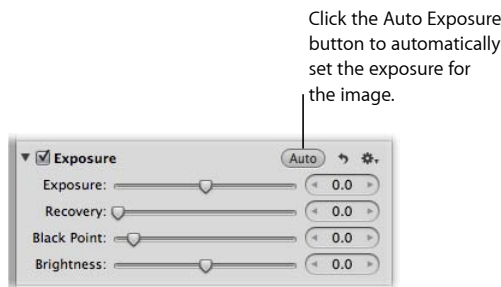 Click the Auto Exposure
button to automatically
set the exposure for
the image.
Exposure Auto
Exposure: 0.0
Recovery: 0.0
Black Point: 0.0
Brightness: 0.0